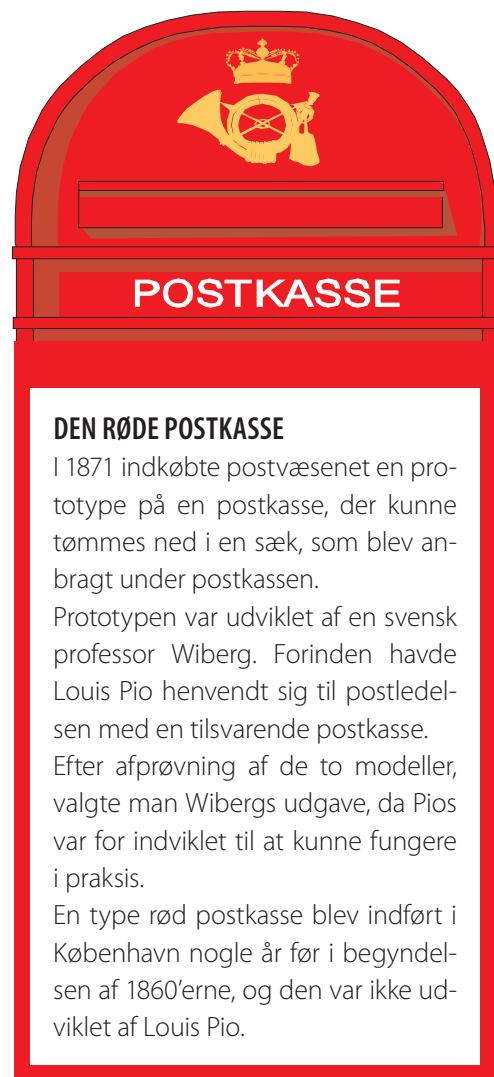 POSTKASSE
DEN RØDE POSTKASSE
I 1871 indkøbte postvæsenet en pro-
totype på en postkasse, der kunne
tømmes ned i en sæk, som blev an-
bragt under postkassen.
Prototypen var udviklet af en svensk
professor Wiberg. Forinden havde
Louis Pio henvendt sig til postledel-
sen med en tilsvarende postkasse.
Efter afprøvning af de to modeller,
valgte man Wibergs udgave, da Pios
var for indviklet til at kunne fungere
i praksis.
En type rød postkasse blev indført i
København nogle år før i begyndel-
sen af 1860’erne, og den var ikke ud-
viklet af Louis Pio.